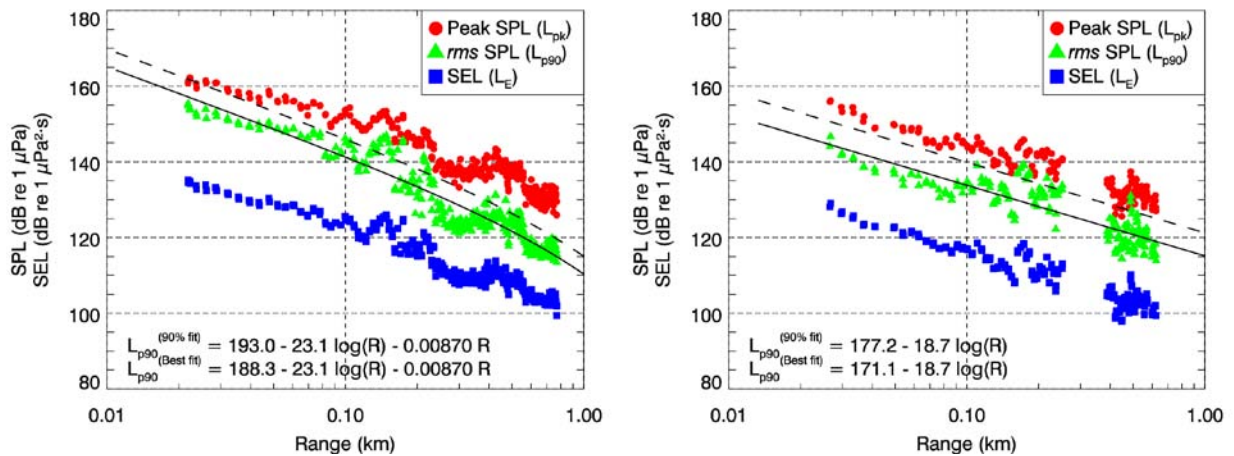 SPL (dB re 1 μPa)
SEL (dB re 1 μPa²·s)
180
160
140
120
100
80
0.01
0.10
1.00
Range (km)
Peak SPL (Lpk)
rms SPL (Lp90)
SEL (LE)
Lp90(90% fit) = 193.0 - 23.1 log(R) - 0.00870 R
Lp90(Best fit) = 188.3 - 23.1 log(R) - 0.00870 R
SPL (dB re 1 μPa)
SEL (dB re 1 μPa²·s)
180
160
140
120
100
80
0.01
0.10
1.00
Range (km)
Peak SPL (Lpk)
rms SPL (Lp90)
SEL (LE)
Lp90(90% fit) = 177.2 - 18.7 log(R)
Lp90(Best fit) = 171.1 - 18.7 log(R)